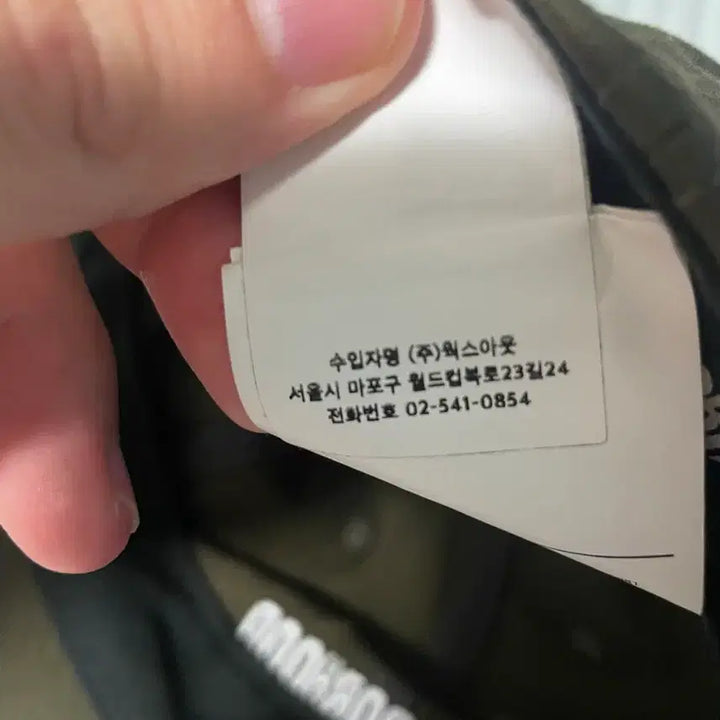 수입자명 (주)웍스아웃
서울시 마포구 월드컵북로23길24
전화번호 02-541-0854